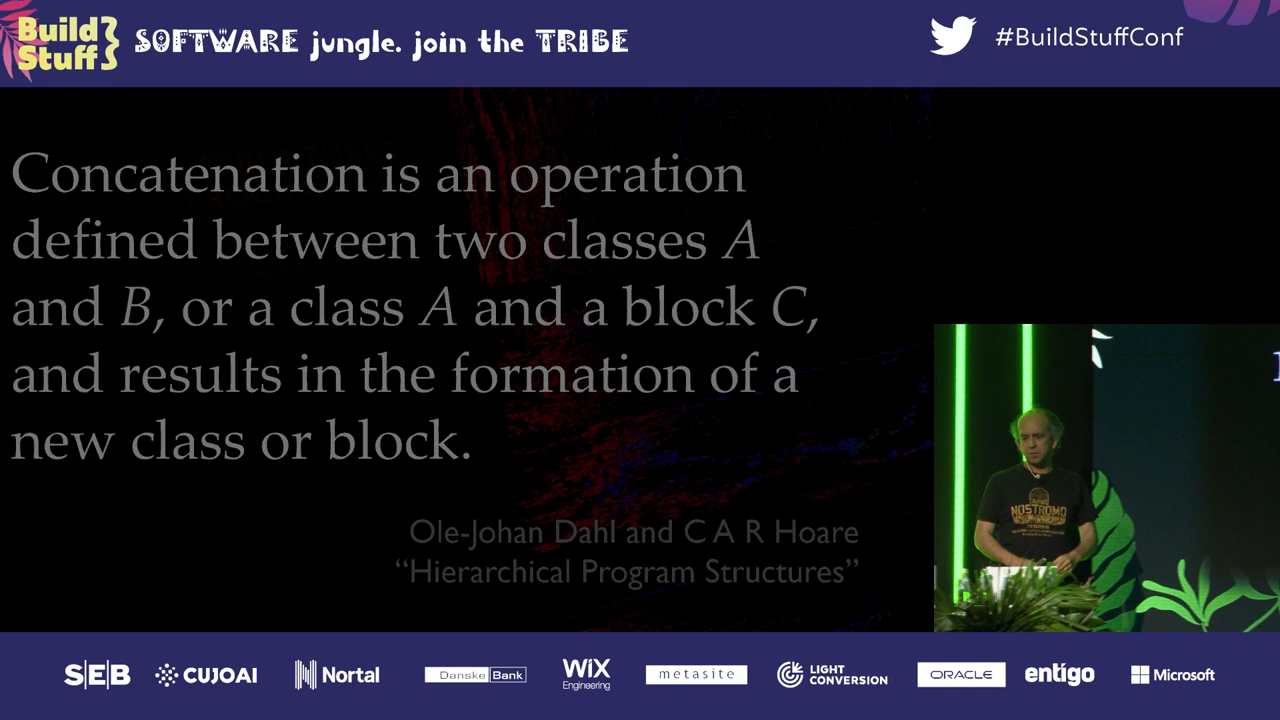 Build Stuff
SOFTWARE jungle. join the TRIBE
#BuildStuffConf
Concatenation is an operation
defined between two classes A
and B, or a class A and a block C,
and results in the formation of a
new class or block.
Ole-Johan Dahl and C A R Hoare
“Hierarchical Program Structures”
NOSTROMO
SEB
CUJOAI
Nortal
Danske Bank
WiX Engineering
metasite
LIGHT CONVERSION
ORACLE
entigo
Microsoft